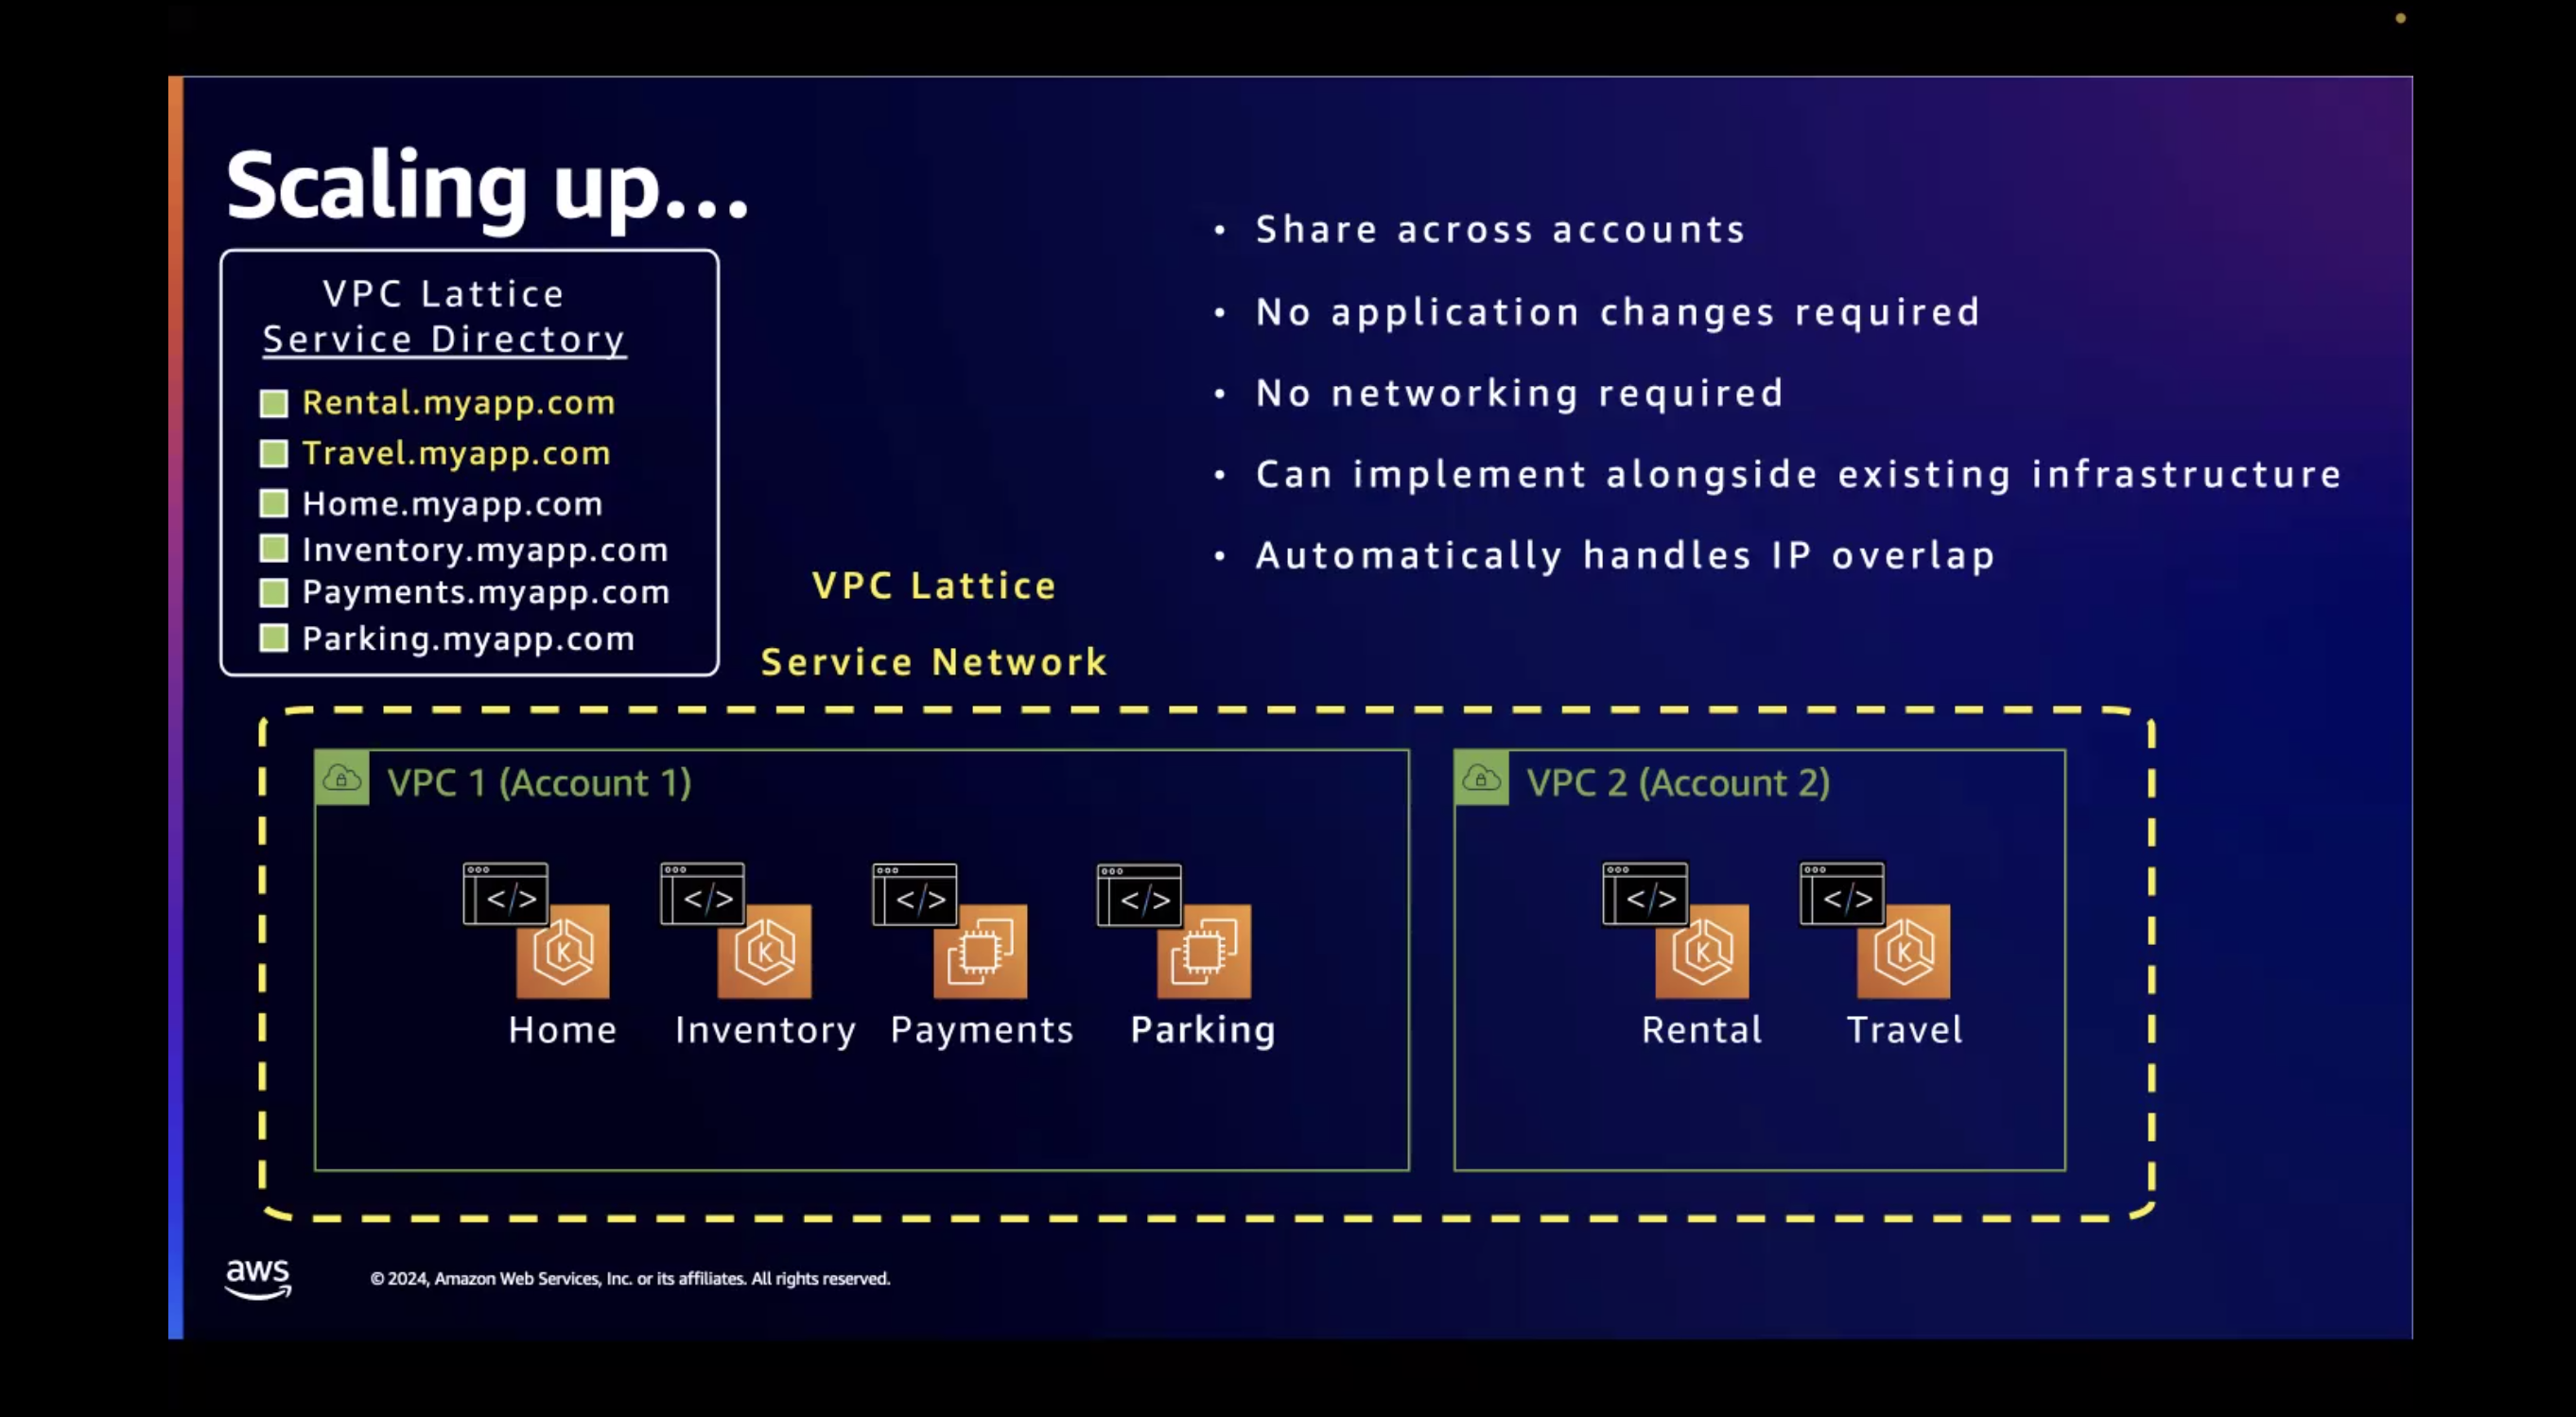 Scaling up...
VPC Lattice
Service Directory
Rental.myapp.com
Travel.myapp.com
Home.myapp.com
Inventory.myapp.com
Payments.myapp.com
Parking.myapp.com
• Share across accounts
• No application changes required
• No networking required
• Can implement alongside existing infrastructure
• Automatically handles IP overlap
VPC Lattice
Service Network
VPC 1 (Account 1)
</> </> </> </>
K K
Home Inventory Payments Parking
VPC 2 (Account 2)
</> </>
K K
Rental Travel
aws
© 2024, Amazon Web Services, Inc. or its affiliates. All rights reserved.